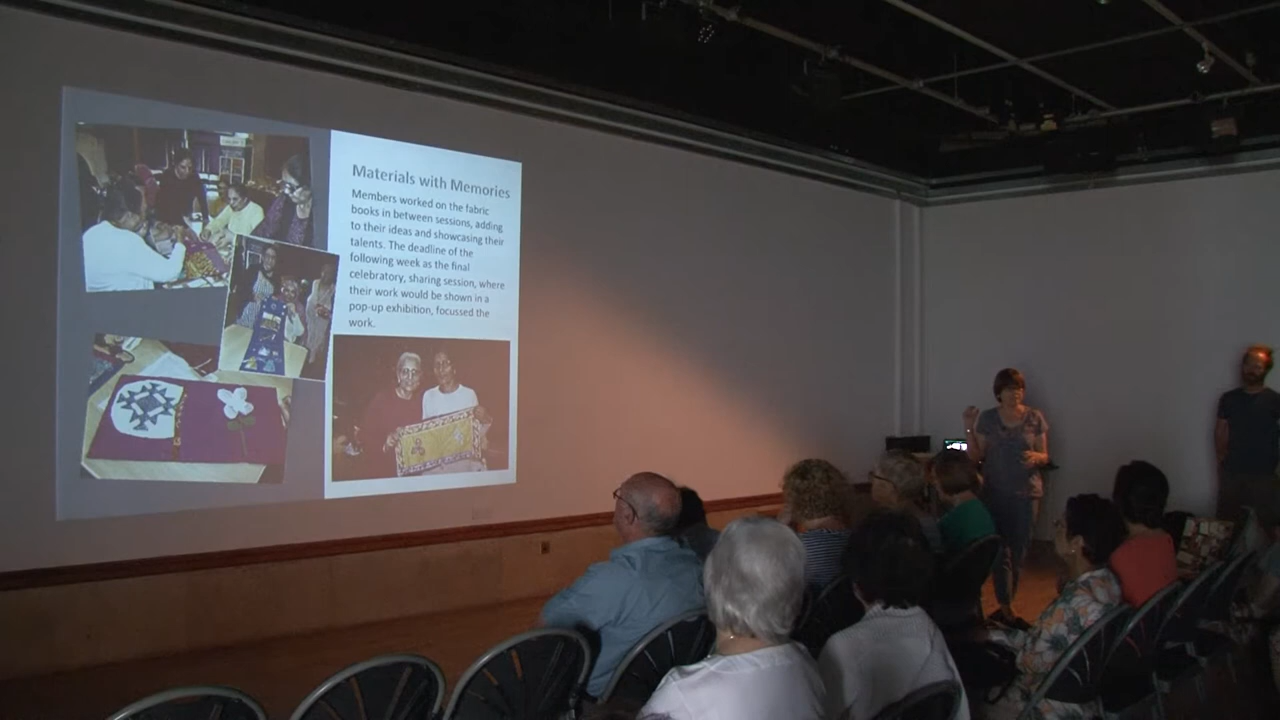 Materials with Memories
Members worked on the fabric
books in between sessions, adding
to their ideas and showcasing their
talents. The deadline of the
following week as the final
celebratory, sharing session, where
their work would be shown in a
pop-up exhibition, focussed the
work.